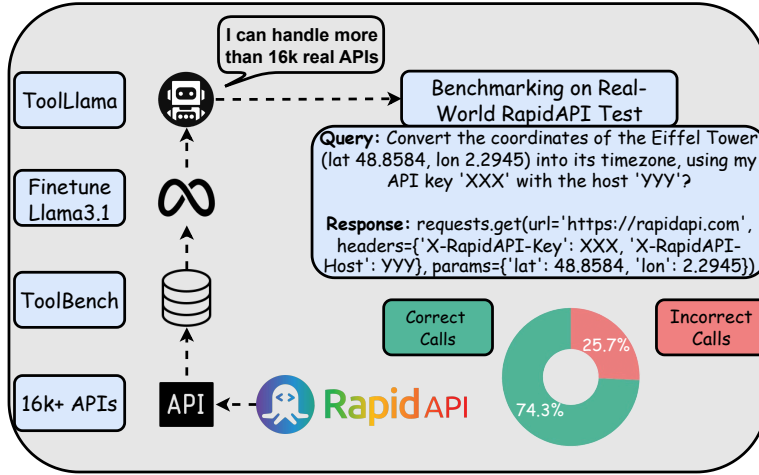 I can handle more
than 16k real APIs
ToolLlama
Benchmarking on Real-
World RapidAPI Test
Query: Convert the coordinates of the Eiffel Tower
(lat 48.8584, lon 2.2945) into its timezone, using my
API key 'XXX' with the host 'YYY'?
Response: requests.get(url='https://rapidapi.com',
headers={'X-RapidAPI-Key': XXX, 'X-RapidAPI-
Host': YYY}, params={'lat': 48.8584, 'lon': 2.2945})
Finetune
Llama3.1
ToolBench
Correct
Calls
Incorrect
Calls
25.7%
74.3%
16k+ APIs
API
Rapid API